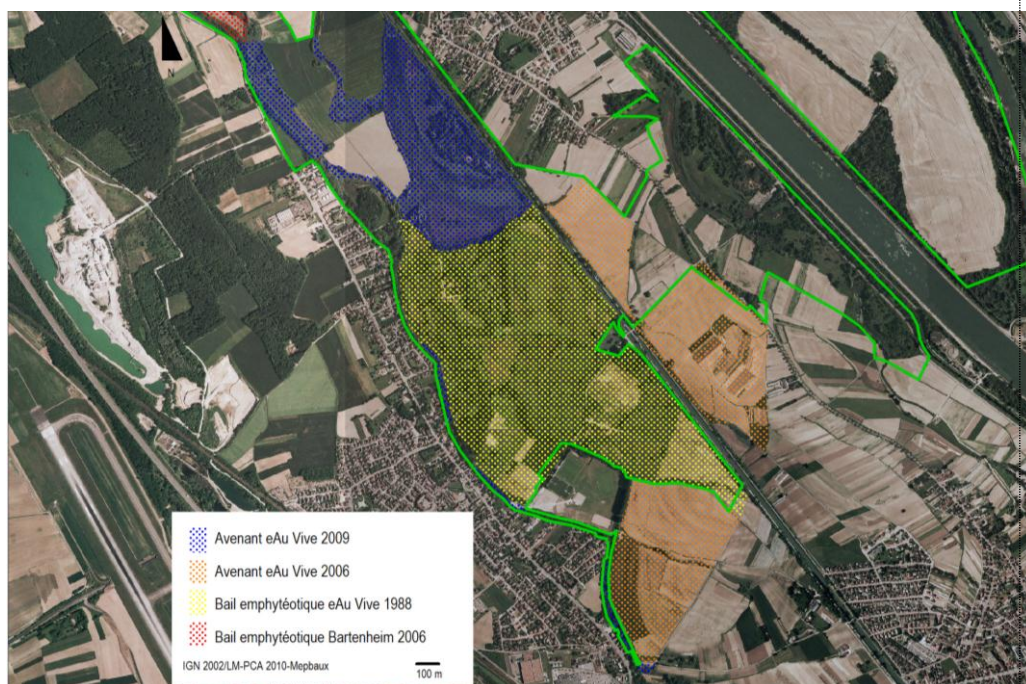 Avenant eAu Vive 2009
Avenant eAu Vive 2006
Bail emphytéotique eAu Vive 1988
Bail emphytéotique Bartenheim 2006
IGN 2002/LM-PCA 2010-Mepbaux
100 m